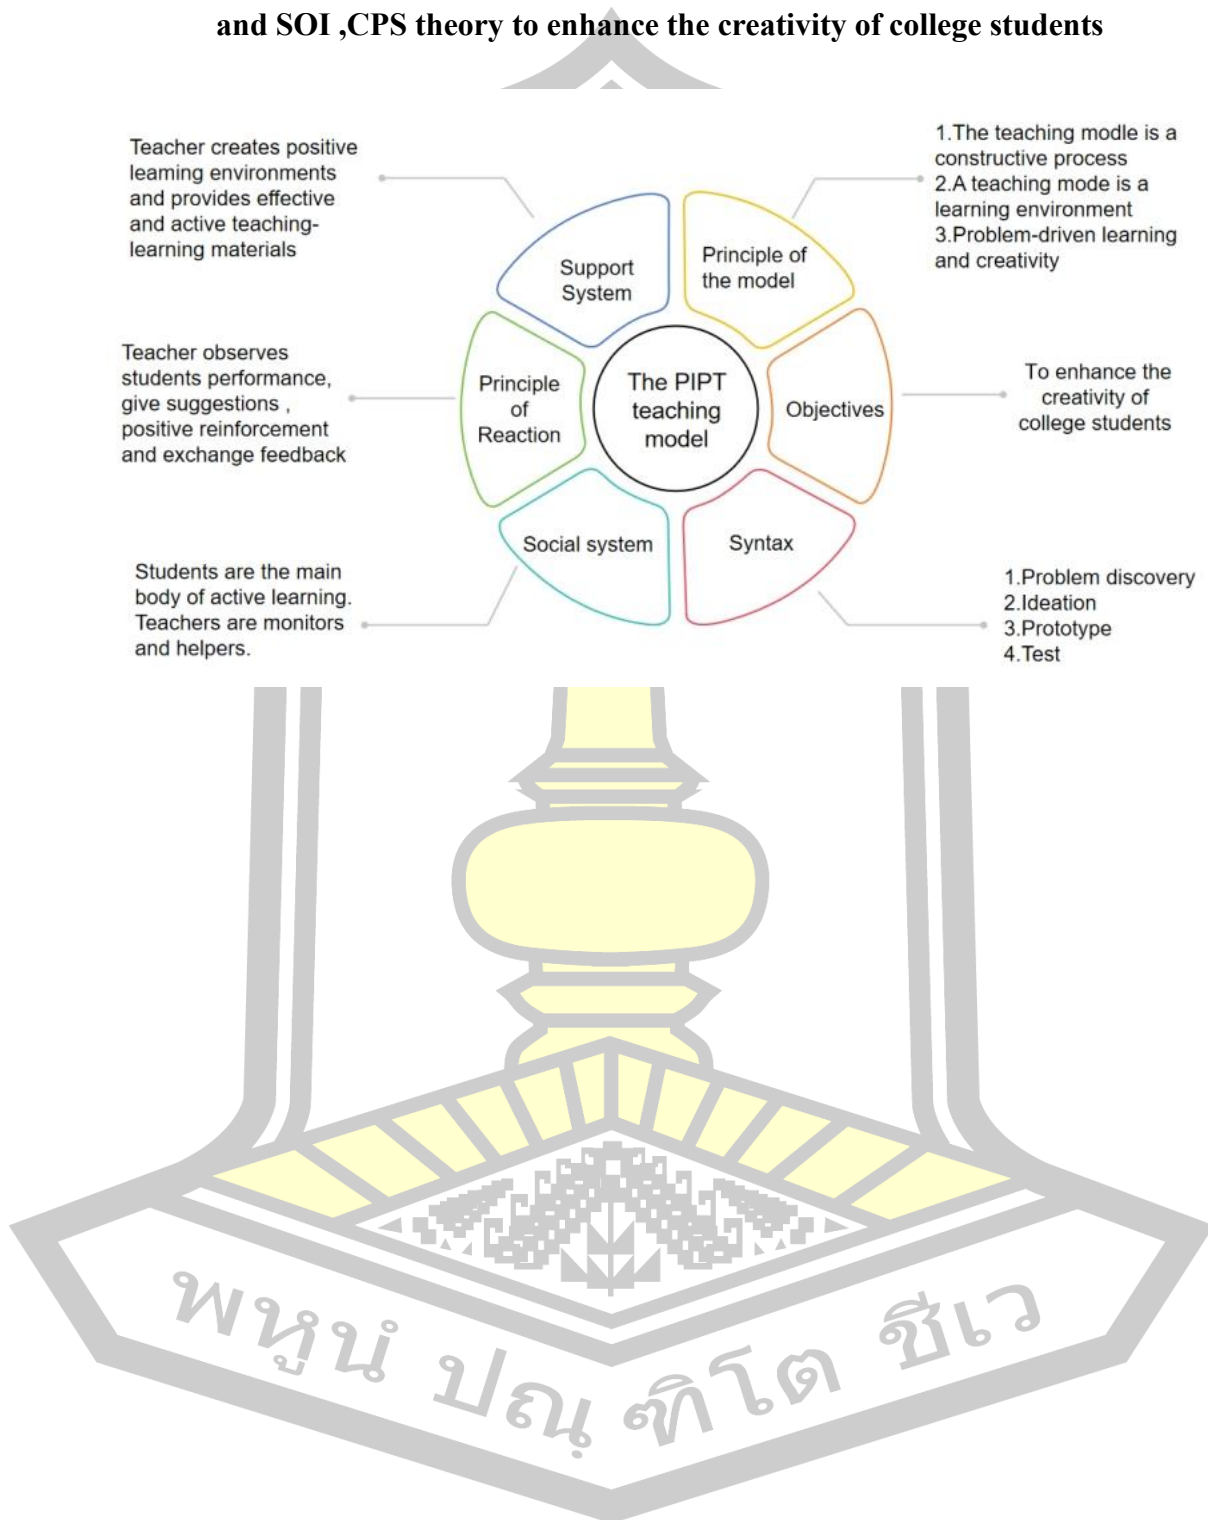 and SOI ,CPS theory to enhance the creativity of college students
Teacher creates positive
leaming environments
and provides effective
and active teaching-
learning materials
1.The teaching modle is a
constructive process
2.A teaching mode is a
learning environment
3.Problem-driven learning
and creativity
Support
System
Principle of
the model
Teacher observes
students performance,
give suggestions ,
positive reinforcement
and exchange feedback
Principle
of
Reaction
The PIPT
teaching
model
Objectives
To enhance the
creativity of
college students
Social system
Syntax
Students are the main
body of active learning.
Teachers are monitors
and helpers.
1.Problem discovery
2.Ideation
3.Prototype
4.Test
พหูนํ ปณฺฑิโต ชีเว